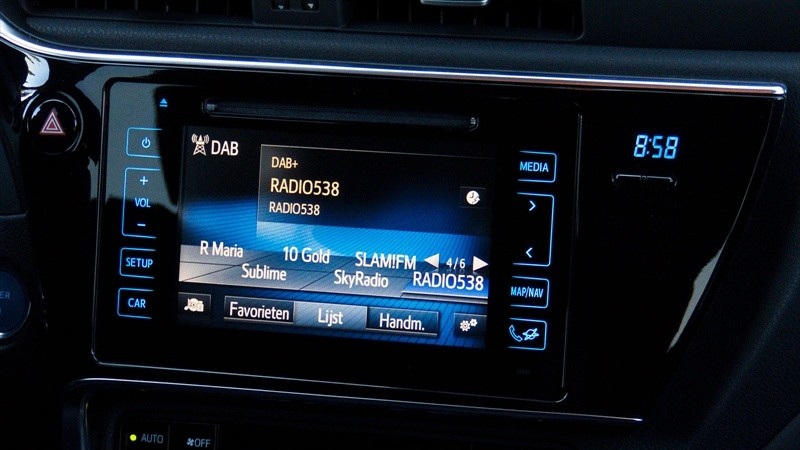 DAB
DAB+
RADIO538
RADIO538
R Maria
10 Gold
SLAM!FM
4/6
Sublime
SkyRadio
RADIO538
Favorieten
Lijst
Handm.
+
VOL
-
SETUP
CAR
MEDIA
MAP/NAV
8:58
AUTO
OFF